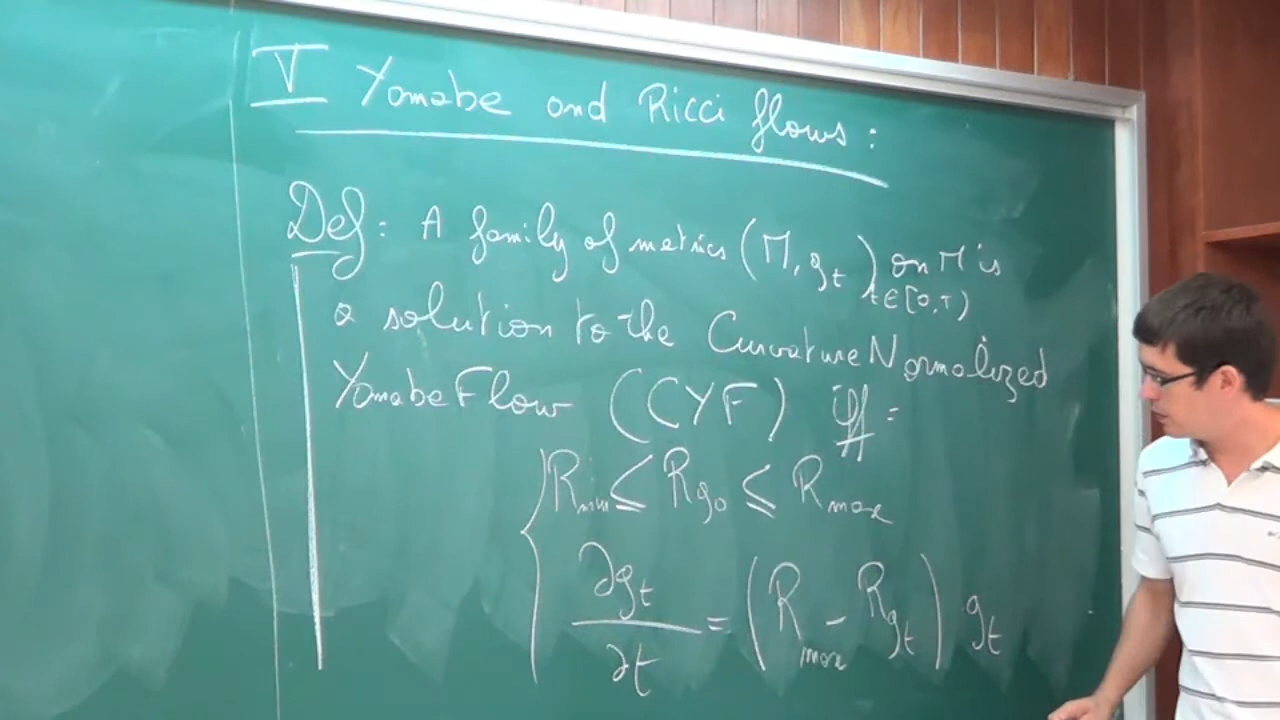 V Yamabe and Ricci flows:
Def: A family of metrics (M, g_t)_{t∈[0,T)} on M is
a solution to the Curvature Normalized
Yamabe Flow (CYF) iff:
R_min ≤ R_{g_0} ≤ R_max
∂g_t/∂t = (R_max - R_{g_t}) g_t